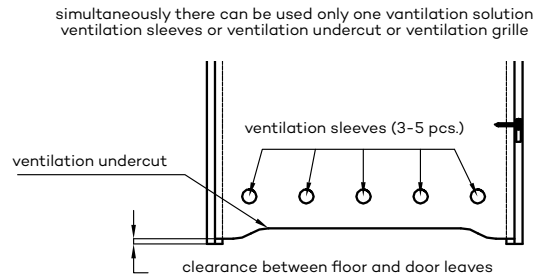 simultaneously there can be used only one vantilation solution
ventilation sleeves or ventilation undercut or ventilation grille
ventilation sleeves (3-5 pcs.)
ventilation undercut
clearance between floor and door leaves